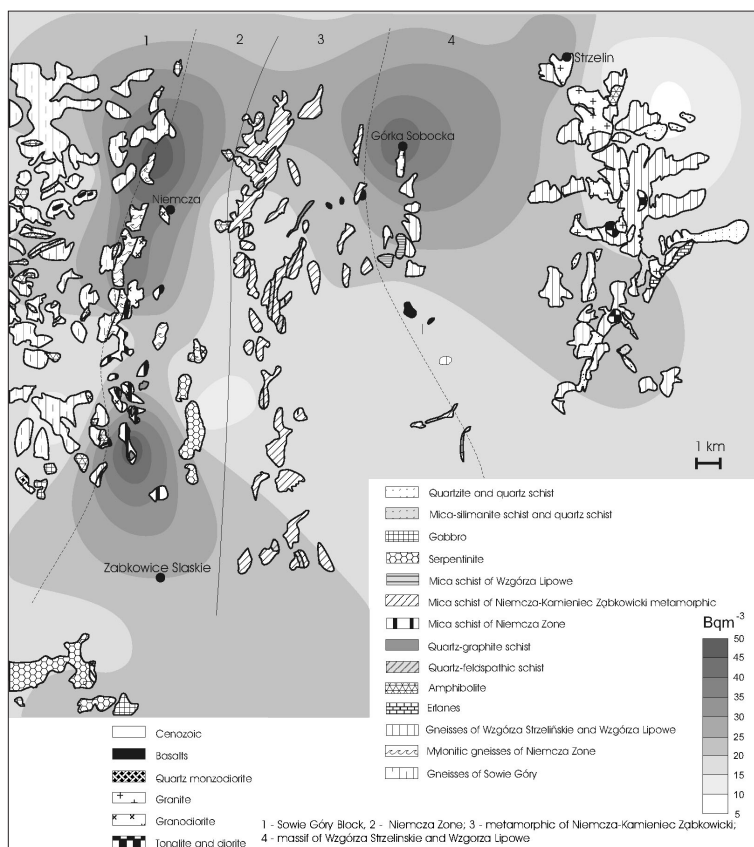 1 2 3 4
Strzelin
Górka Sobocka
Niemcza
1 km
Ząbkowice Slaskie
Quartzite and quartz schist
Mica-silimanite schist and quartz schist
Gabbro
Serpentinite
Mica schist of Wzgórza Lipowe
Mica schist of Niemcza-Kamieniec Ząbkowicki metamorphic
Mica schist of Niemcza Zone
Quartz-graphite schist
Quartz-feldspathic schist
Amphibolite
Erlanes
Gneisses of Wzgórza Strzelińskie and Wzgórza Lipowe
Mylonitic gneisses of Niemcza Zone
Gneisses of Sowie Góry
Bqm-3
50
45
40
35
30
25
20
15
10
5
Cenozoic
Basalts
Quartz monzodiorite
Granite
Granodiorite
Tonalite and diorite
1 - Sowie Góry Block, 2 - Niemcza Zone; 3 - metamorphic of Niemcza-Kamieniec Ząbkowicki;
4 - massif of Wzgórza Strzelinskie and Wzgorza Lipowe